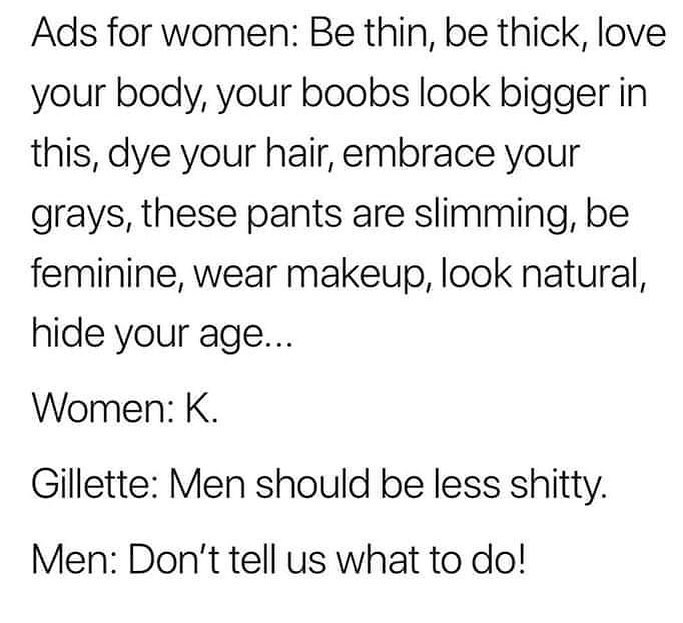 Ads for women: Be thin, be thick, love
your body, your boobs look bigger in
this, dye your hair, embrace your
grays, these pants are slimming, be
feminine, wear makeup, look natural,
hide your age...
Women: K.
Gillette: Men should be less shitty.
Men: Don't tell us what to do!